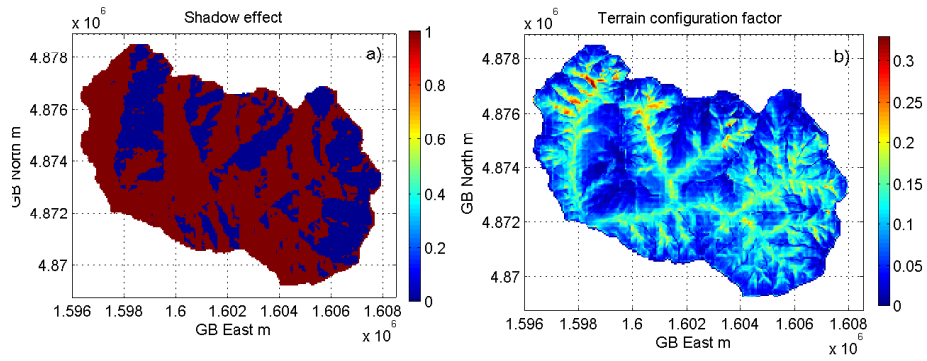 Shadow effect
x 10^6
a)
4.878
4.876
4.874
4.872
4.87
GB North m
1.596 1.598 1.6 1.602 1.604 1.606 1.608
GB East m
x 10^6
1
0.8
0.6
0.4
0.2
0
Terrain configuration factor
x 10^6
b)
4.878
4.876
4.874
4.872
4.87
GB North m
1.596 1.598 1.6 1.602 1.604 1.606 1.608
GB East m
x 10^6
0.3
0.25
0.2
0.15
0.1
0.05
0